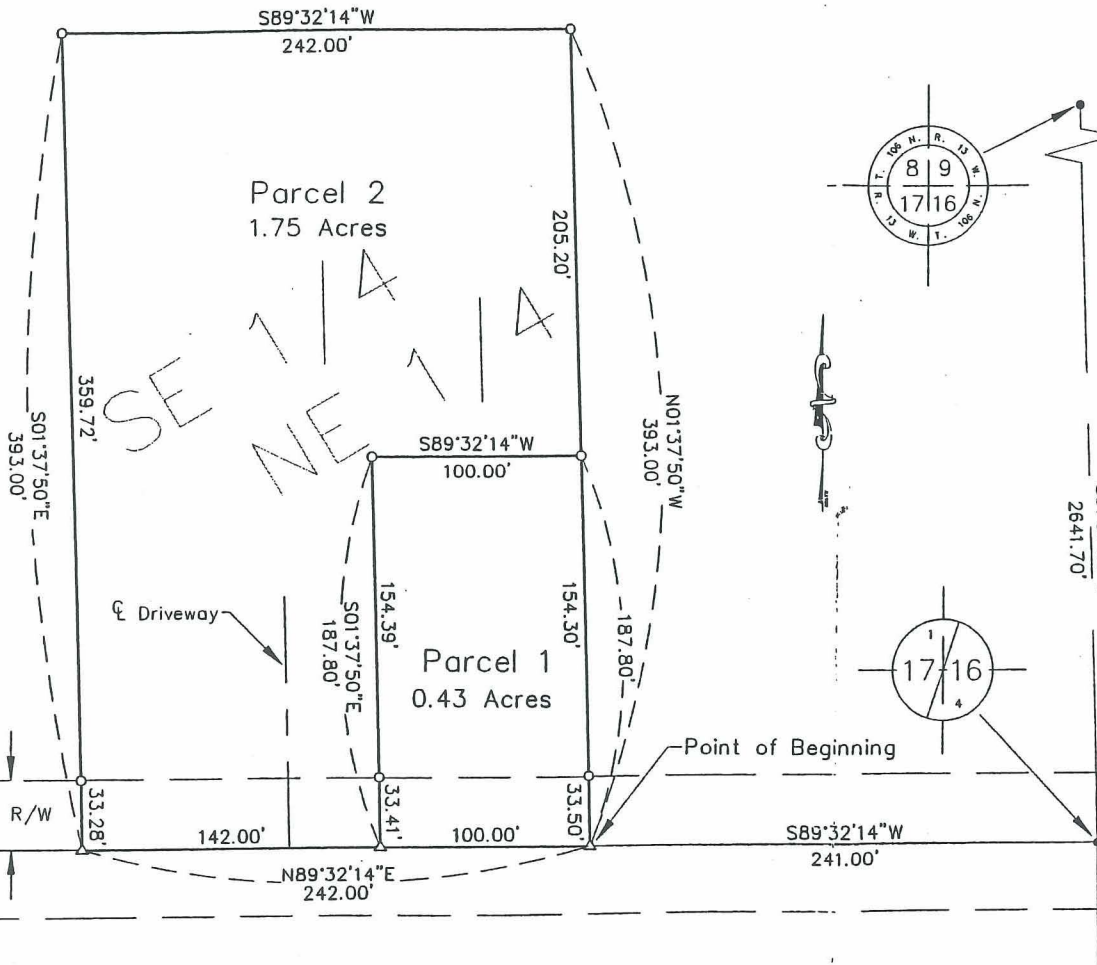 S89°32'14"W
242.00'
Parcel 2
1.75 Acres
SE 1/4
NE 1/4
205.20'
359.72'
S01°37'50"E
393.00'
N01°37'50"W
393.00'
S89°32'14"W
100.00'
T. 106 N. R. 13 W.
R. 13 W. T. 106 N.
8 9
17 16
2641.70'
℄ Driveway
S01°37'50"E
187.80'
154.39'
154.30'
187.80'
Parcel 1
0.43 Acres
1
17 16
4
Point of Beginning
R/W
33.28'
33.41'
33.50'
142.00'
100.00'
S89°32'14"W
241.00'
N89°32'14"E
242.00'